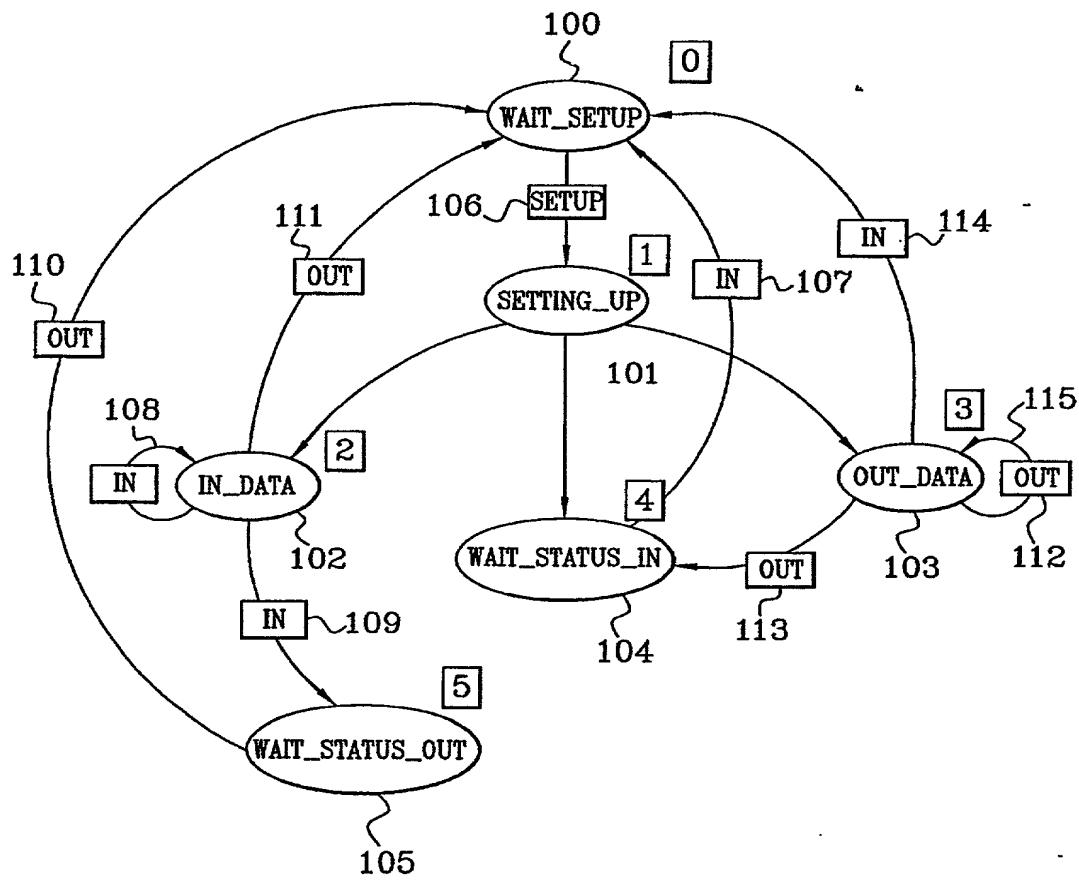 100
0
WAIT_SETUP
106
SETUP
111
OUT
110
OUT
1
SETTING_UP
IN
107
IN
114
101
108
IN
2
IN_DATA
102
3
115
OUT_DATA
OUT
103
112
4
WAIT_STATUS_IN
104
OUT
113
IN
109
5
WAIT_STATUS_OUT
105